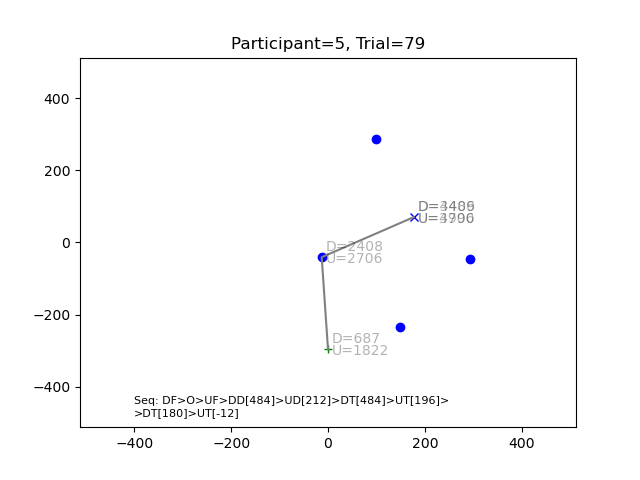 Participant=5, Trial=79
400
200
0
−200
−400
D=2408
U=2706
D=687
U=1822
Seq: DF>O>UF>DD[484]>UD[212]>DT[484]>UT[196]>
>DT[180]>UT[-12]
−400
−200
0
200
400